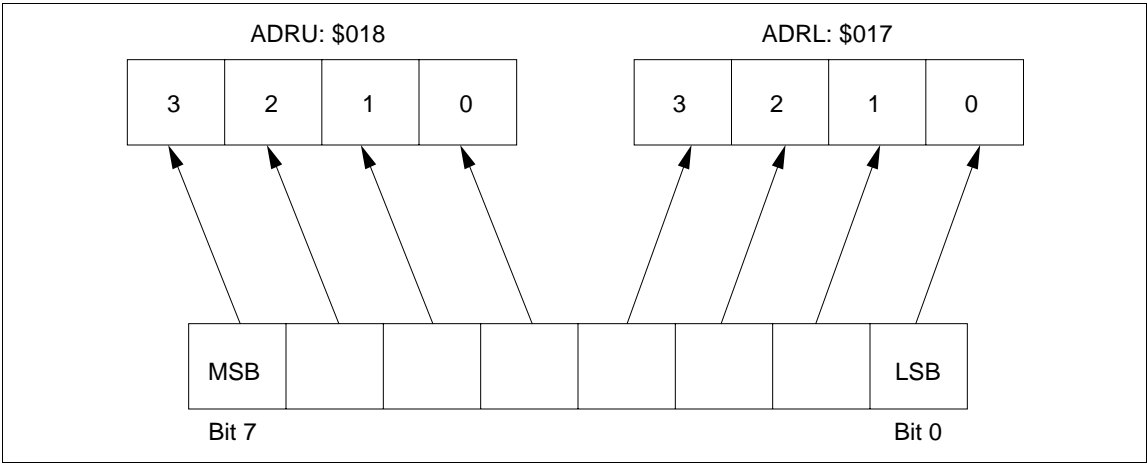 ADRU: $018 ADRL: $017
3 2 1 0 3 2 1 0
MSB LSB
Bit 7 Bit 0